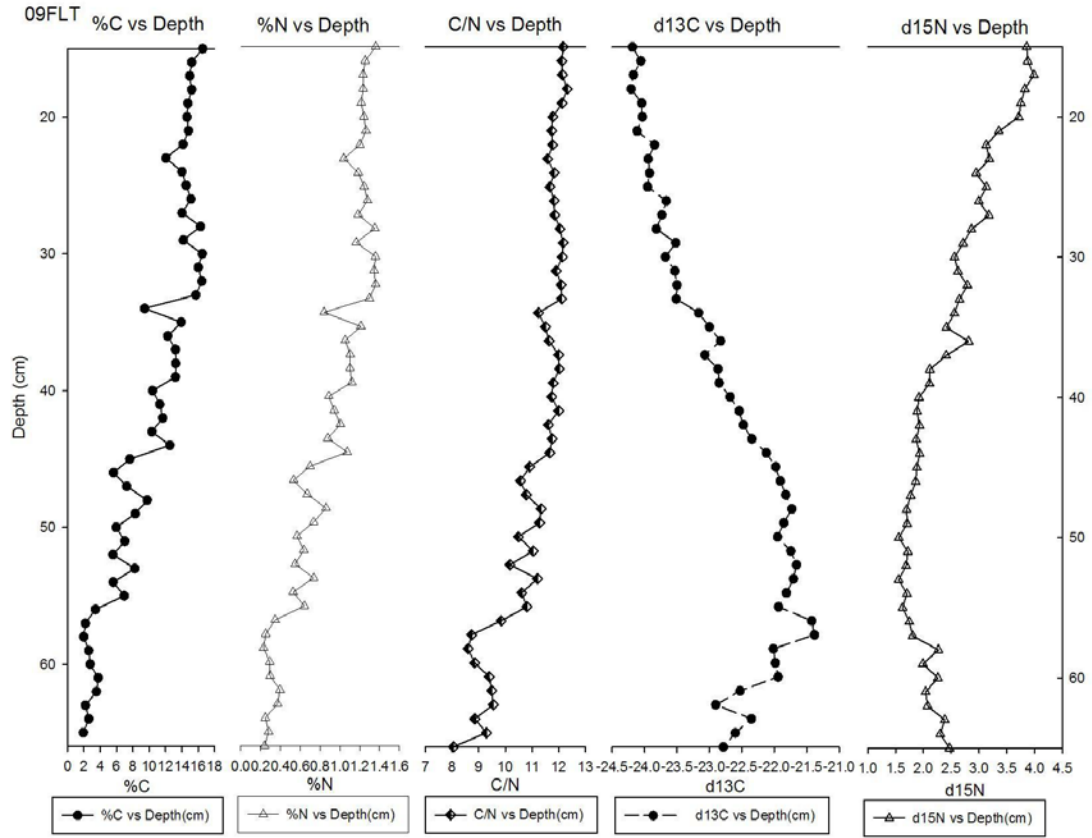 09FLT
%C vs Depth %N vs Depth C/N vs Depth d13C vs Depth d15N vs Depth
20 20
30 30
Depth (cm)
40 40
50 50
60 60
0 2 4 6 8 10 12 14 16 18 0.00.20.40.60.81.01.21.41.6 7 8 9 10 11 12 13 -24.5-24.0-23.5-23.0-22.5-22.0-21.5-21.0 1.0 1.5 2.0 2.5 3.0 3.5 4.0 4.5
%C %N C/N d13C d15N
%C vs Depth(cm) %N vs Depth(cm) C/N vs Depth(cm) d13C vs Depth(cm) d15N vs Depth(cm)